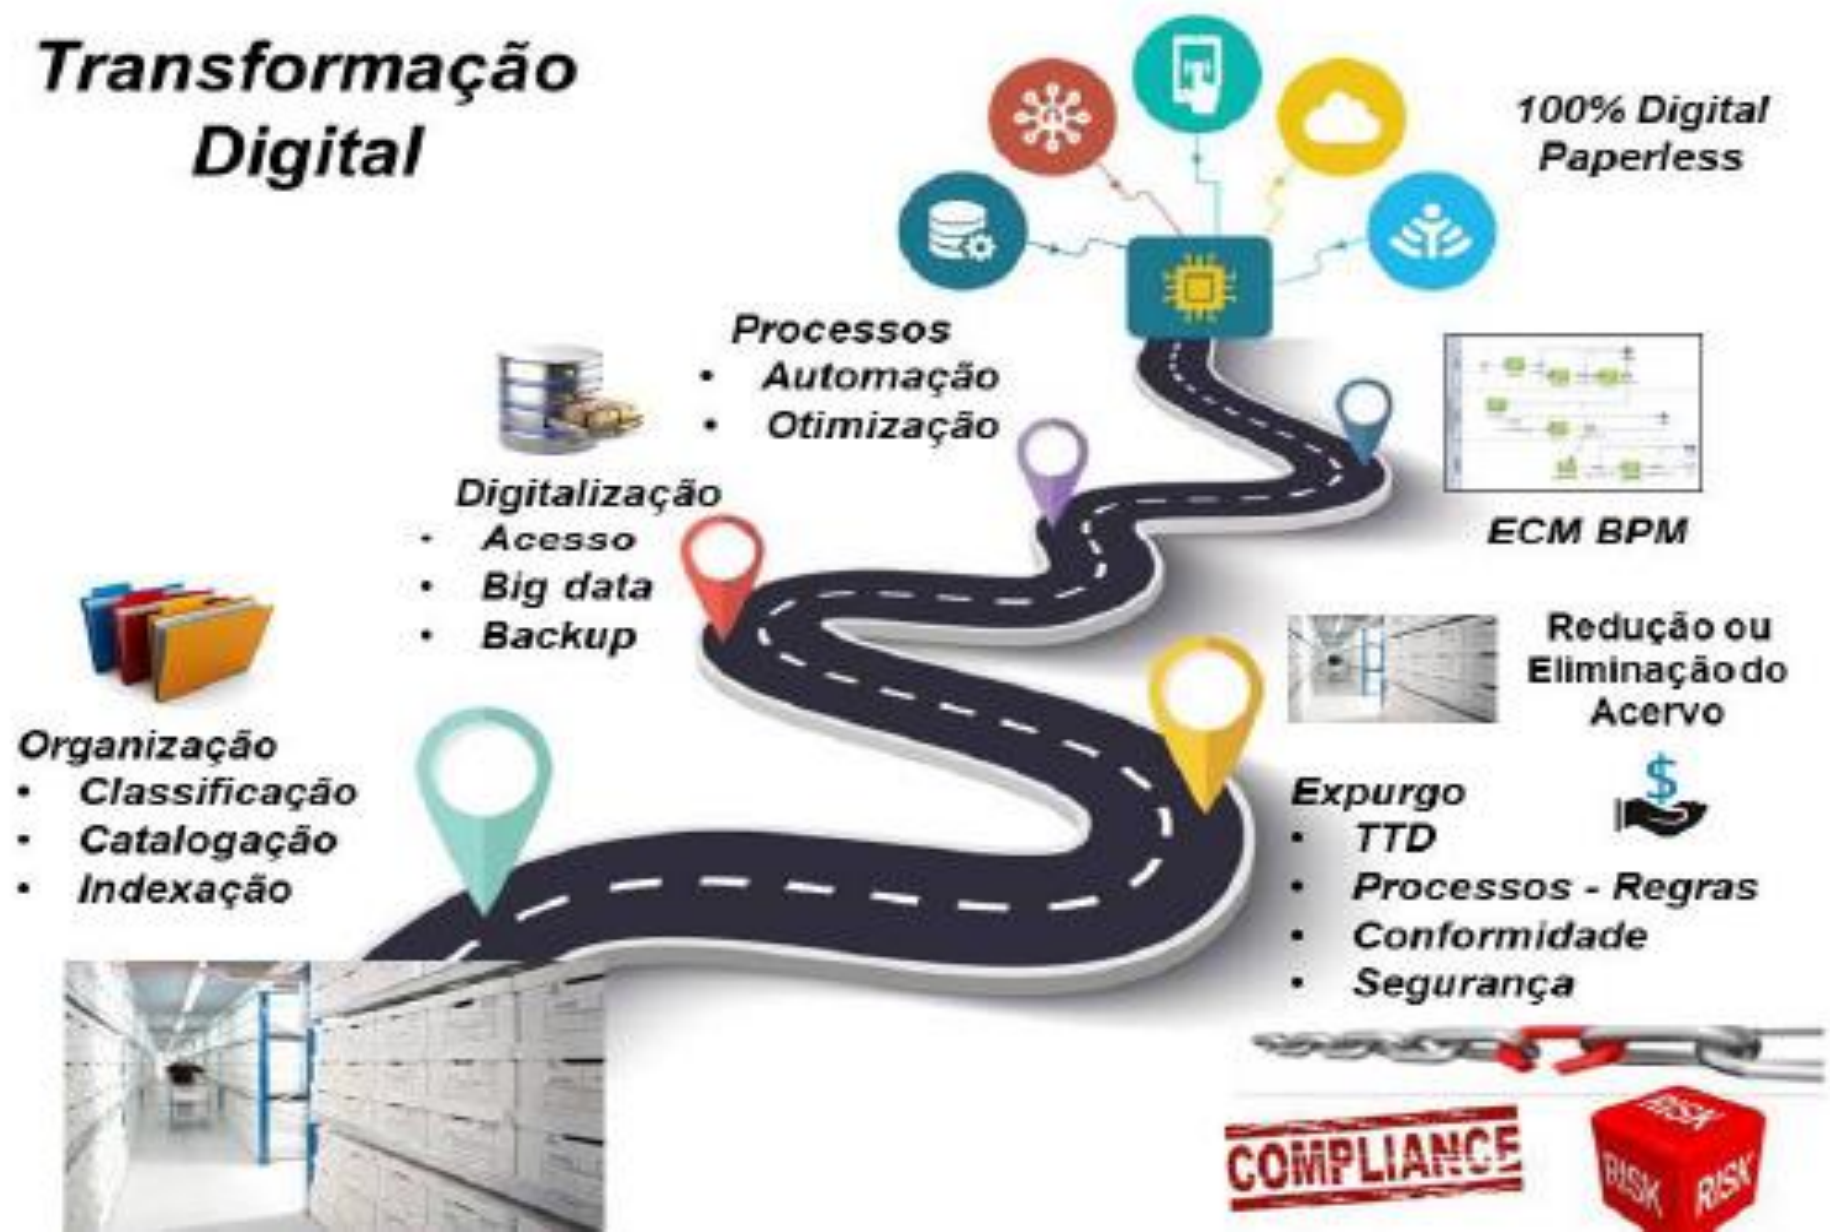 Transformação
Digital
100% Digital
Paperless
Processos
• Automação
• Otimização
Digitalização
• Acesso
• Big data
• Backup
ECM BPM
Organização
• Classificação
• Catalogação
• Indexação
Redução ou
Eliminação do
Acervo
$
Expurgo
• TTD
• Processos - Regras
• Conformidade
• Segurança
COMPLIANCE
RISK
RISK
RISK